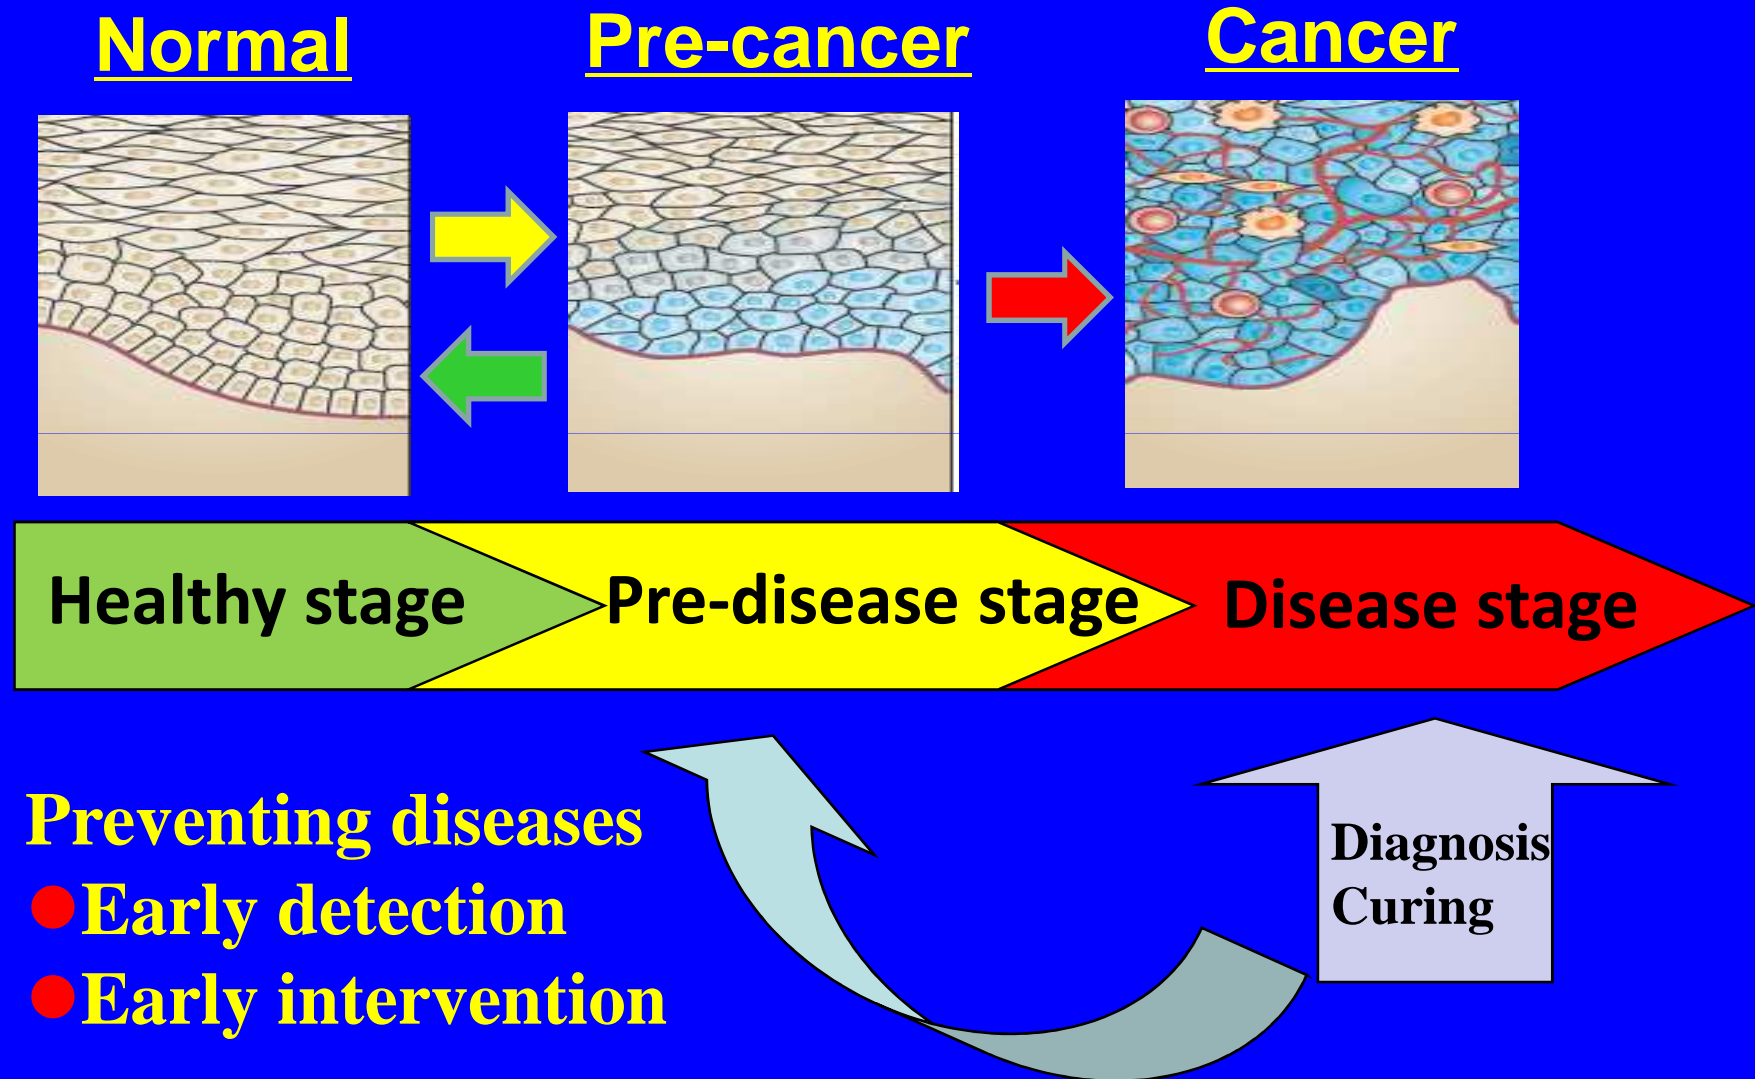 Normal
Pre-cancer
Cancer
Healthy stage
Pre-disease stage
Disease stage
Preventing diseases
●Early detection
●Early intervention
Diagnosis
Curing